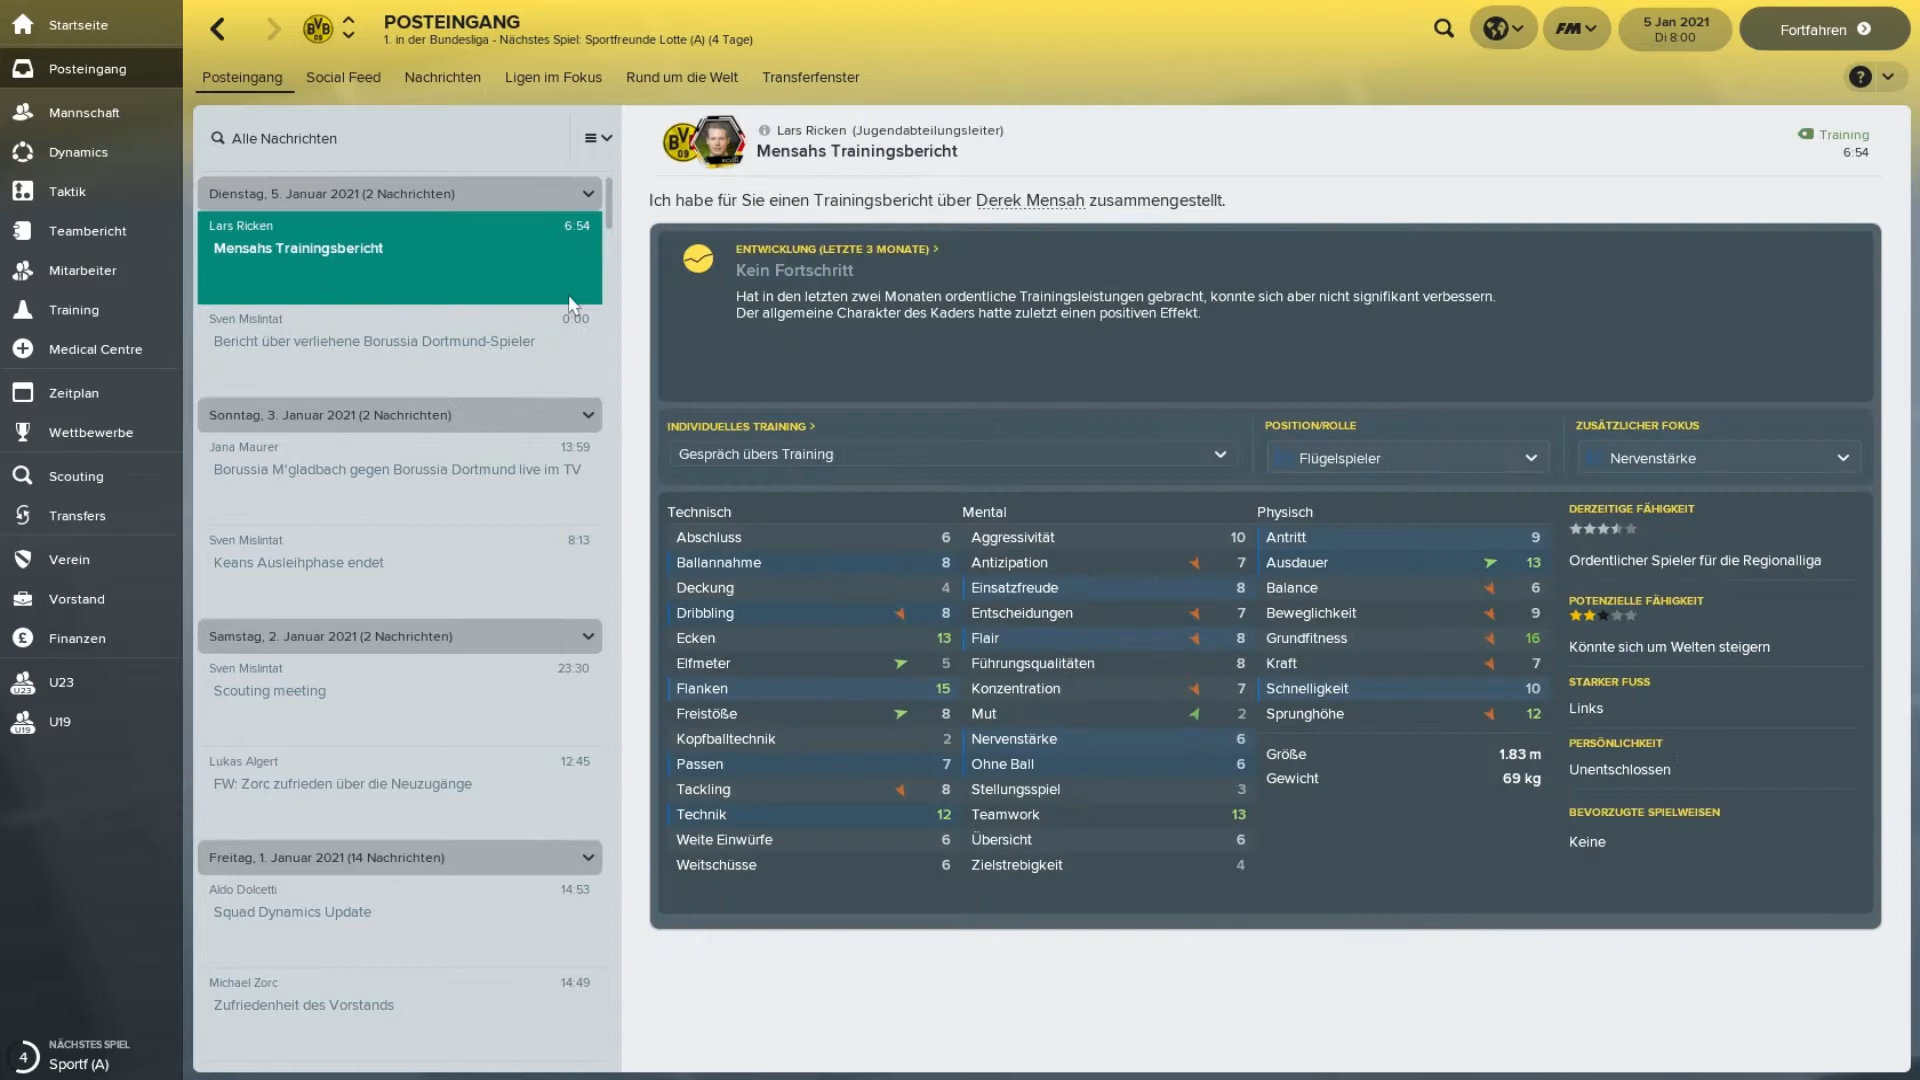 Startseite
Posteingang
Mannschaft
Dynamics
Taktik
Teambericht
Mitarbeiter
Training
Medical Centre
Zeitplan
Wettbewerbe
Scouting
Transfers
Verein
Vorstand
Finanzen
U23
U23
U19
U19
4
NÄCHSTES SPIEL
Sportf (A)
BVB
09
POSTEINGANG
1. in der Bundesliga - Nächstes Spiel: Sportfreunde Lotte (A) (4 Tage)
FM
5 Jan 2021
Di 8:00
Fortfahren
Posteingang
Social Feed
Nachrichten
Ligen im Fokus
Rund um die Welt
Transferfenster
?
Alle Nachrichten
Dienstag, 5. Januar 2021 (2 Nachrichten)
Lars Ricken 6:54
Mensahs Trainingsbericht
Sven Mislintat 0:00
Bericht über verliehene Borussia Dortmund-Spieler
Sonntag, 3. Januar 2021 (2 Nachrichten)
Jana Maurer 13:59
Borussia M'gladbach gegen Borussia Dortmund live im TV
Sven Mislintat 8:13
Keans Ausleihphase endet
Samstag, 2. Januar 2021 (2 Nachrichten)
Sven Mislintat 23:30
Scouting meeting
Lukas Algert 12:45
FW: Zorc zufrieden über die Neuzugänge
Freitag, 1. Januar 2021 (14 Nachrichten)
Aldo Dolcetti 14:53
Squad Dynamics Update
Michael Zorc 14:49
Zufriedenheit des Vorstands
BVB
09
Lars Ricken (Jugendabteilungsleiter)
Mensahs Trainingsbericht
Training
6:54
Ich habe für Sie einen Trainingsbericht über Derek Mensah zusammengestellt.
ENTWICKLUNG (LETZTE 3 MONATE) >
Kein Fortschritt
Hat in den letzten zwei Monaten ordentliche Trainingsleistungen gebracht, konnte sich aber nicht signifikant verbessern.
Der allgemeine Charakter des Kaders hatte zuletzt einen positiven Effekt.
INDIVIDUELLES TRAINING >
Gespräch übers Training
POSITION/ROLLE
Flügelspieler
ZUSÄTZLICHER FOKUS
Nervenstärke
Technisch
Abschluss 6
Ballannahme 8
Deckung 4
Dribbling 8
Ecken 13
Elfmeter 5
Flanken 15
Freistöße 8
Kopfballtechnik 2
Passen 7
Tackling 8
Technik 12
Weite Einwürfe 6
Weitschüsse 6
Mental
Aggressivität 10
Antizipation 7
Einsatzfreude 8
Entscheidungen 7
Flair 8
Führungsqualitäten 8
Konzentration 7
Mut 2
Nervenstärke 6
Ohne Ball 6
Stellungsspiel 3
Teamwork 13
Übersicht 6
Zielstrebigkeit 4
Physisch
Antritt 9
Ausdauer 13
Balance 6
Beweglichkeit 9
Grundfitness 16
Kraft 7
Schnelligkeit 10
Sprunghöhe 12
Größe 1.83 m
Gewicht 69 kg
DERZEITIGE FÄHIGKEIT
Ordentlicher Spieler für die Regionalliga
POTENZIELLE FÄHIGKEIT
Könnte sich um Welten steigern
STARKER FUSS
Links
PERSÖNLICHKEIT
Unentschlossen
BEVORZUGTE SPIELWEISEN
Keine